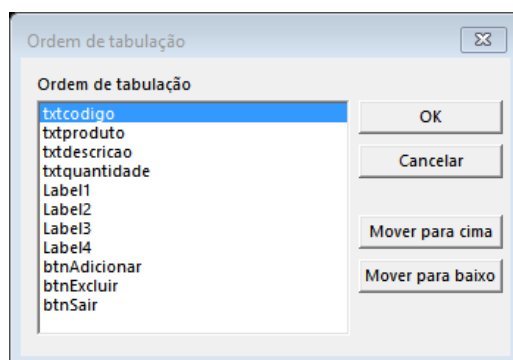 Ordem de tabulação
Ordem de tabulação
txtcodigo
txtproduto
txtdescricao
txtquantidade
Label1
Label2
Label3
Label4
btnAdicionar
btnExcluir
btnSair
OK
Cancelar
Mover para cima
Mover para baixo